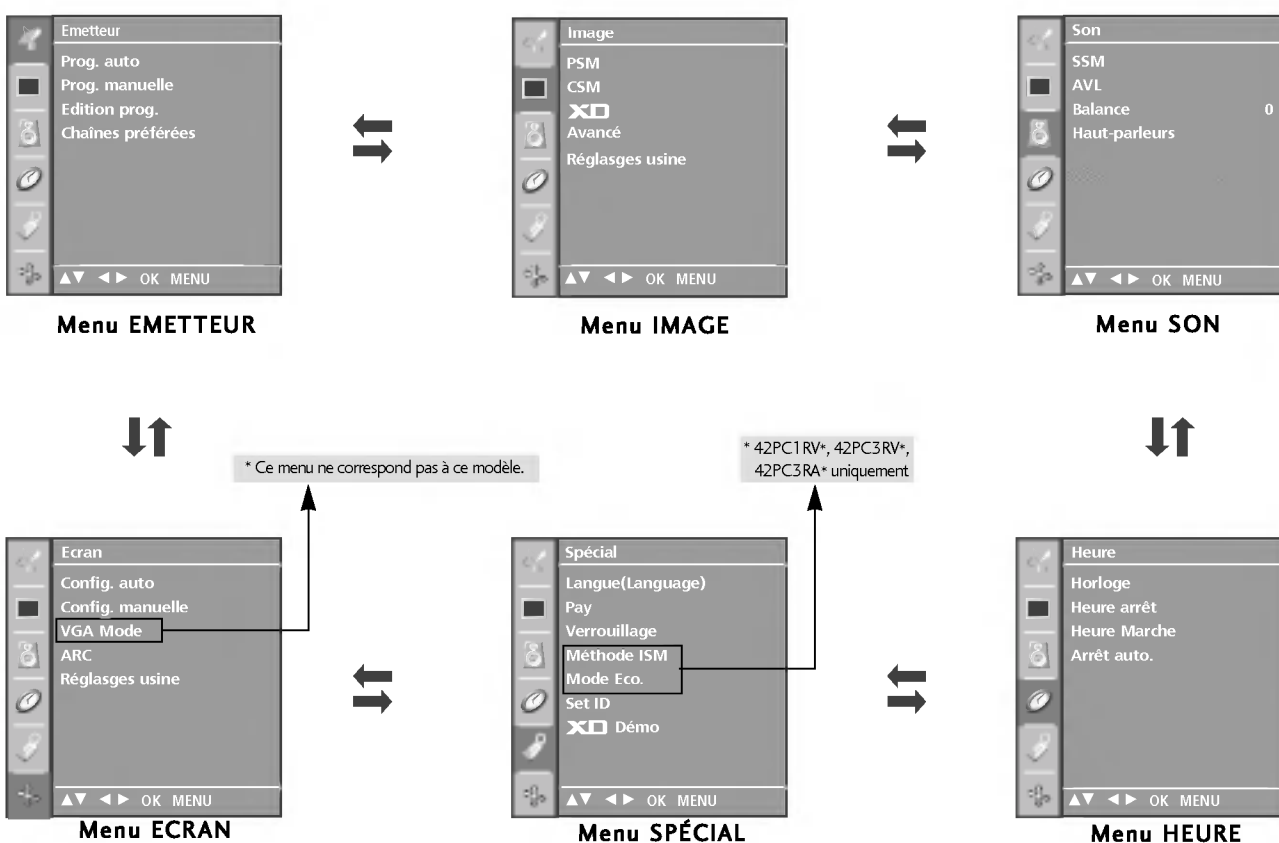 Emetteur
Prog. auto
Prog. manuelle
Edition prog.
Chaînes préférées
▲▼ ◄► OK MENU
Menu EMETTEUR
Image
PSM
CSM
XD
Avancé
Réglasges usine
▲▼ ◄► OK MENU
Menu IMAGE
Son
SSM
AVL
Balance 0
Haut-parleurs
▲▼ ◄► OK MENU
Menu SON
* Ce menu ne correspond pas à ce modèle.
* 42PC1RV*, 42PC3RV*,
42PC3RA* uniquement
Ecran
Config. auto
Config. manuelle
VGA Mode
ARC
Réglasges usine
▲▼ ◄► OK MENU
Menu ECRAN
Spécial
Langue(Language)
Pay
Verrouillage
Méthode ISM
Mode Eco.
Set ID
XD Démo
▲▼ ◄► OK MENU
Menu SPÉCIAL
Heure
Horloge
Heure arrêt
Heure Marche
Arrêt auto.
▲▼ ◄► OK MENU
Menu HEURE